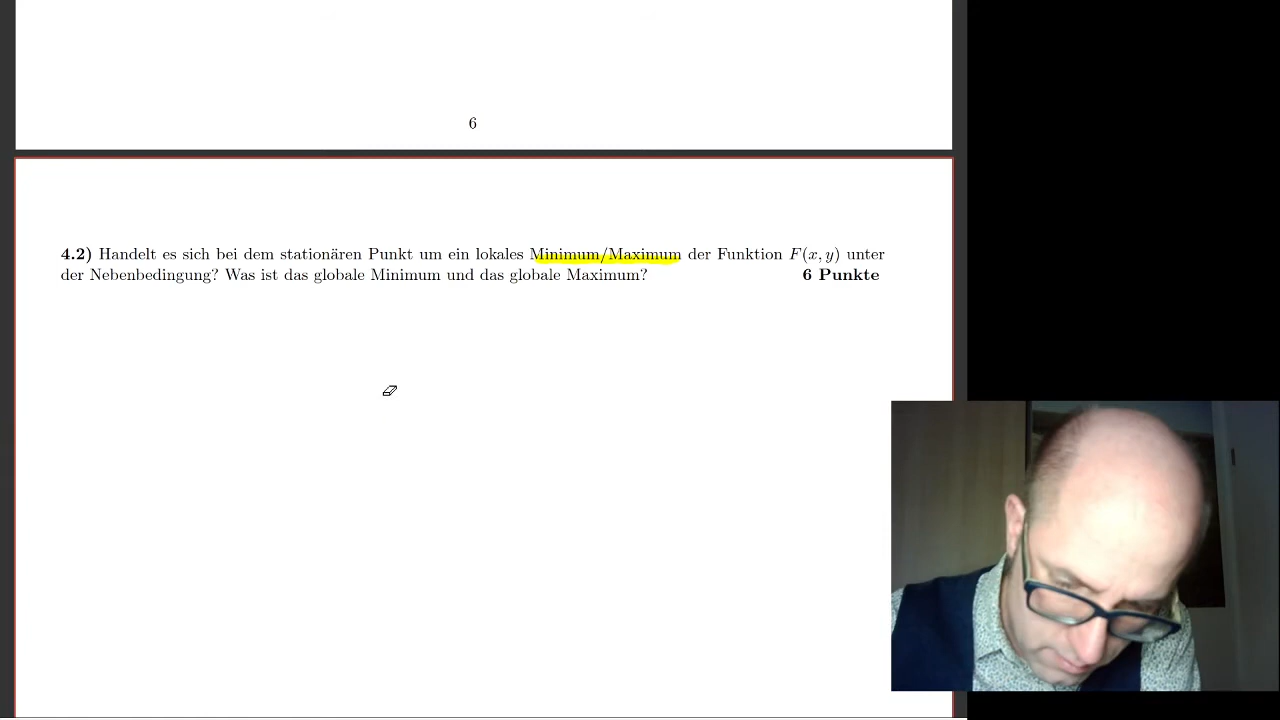 6
4.2) Handelt es sich bei dem stationären Punkt um ein lokales Minimum/Maximum der Funktion F(x, y) unter
der Nebenbedingung? Was ist das globale Minimum und das globale Maximum? 6 Punkte